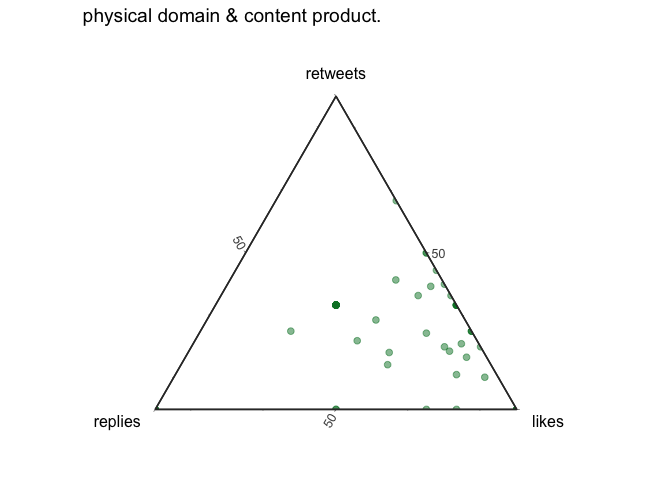 physical domain & content product.
retweets
50
50
replies
50
likes